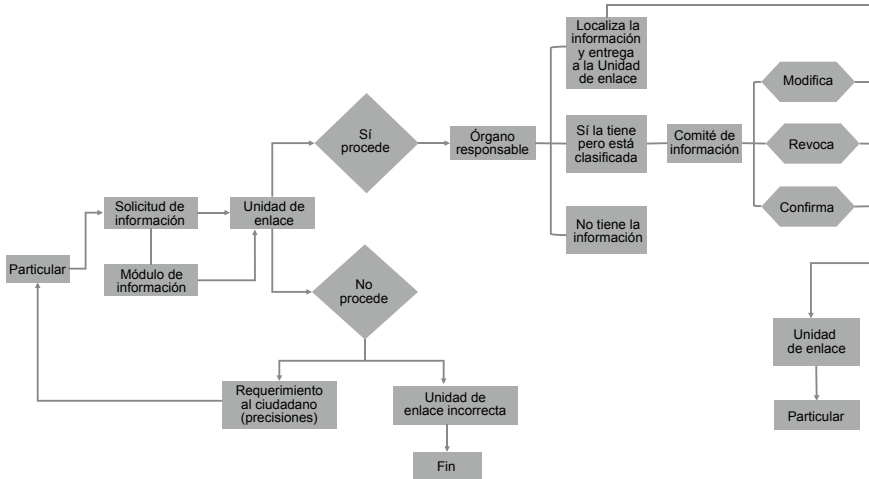 Particular
Solicitud de
información
Módulo de
información
Unidad de
enlace
Sí
procede
No
procede
Requerimiento
al ciudadano
(precisiones)
Unidad de
enlace incorrecta
Fin
Órgano
responsable
Localiza la
información
y entrega
a la Unidad
de enlace
Sí la tiene
pero está
clasificada
No tiene la
información
Comité de
información
Modifica
Revoca
Confirma
Unidad
de enlace
Particular